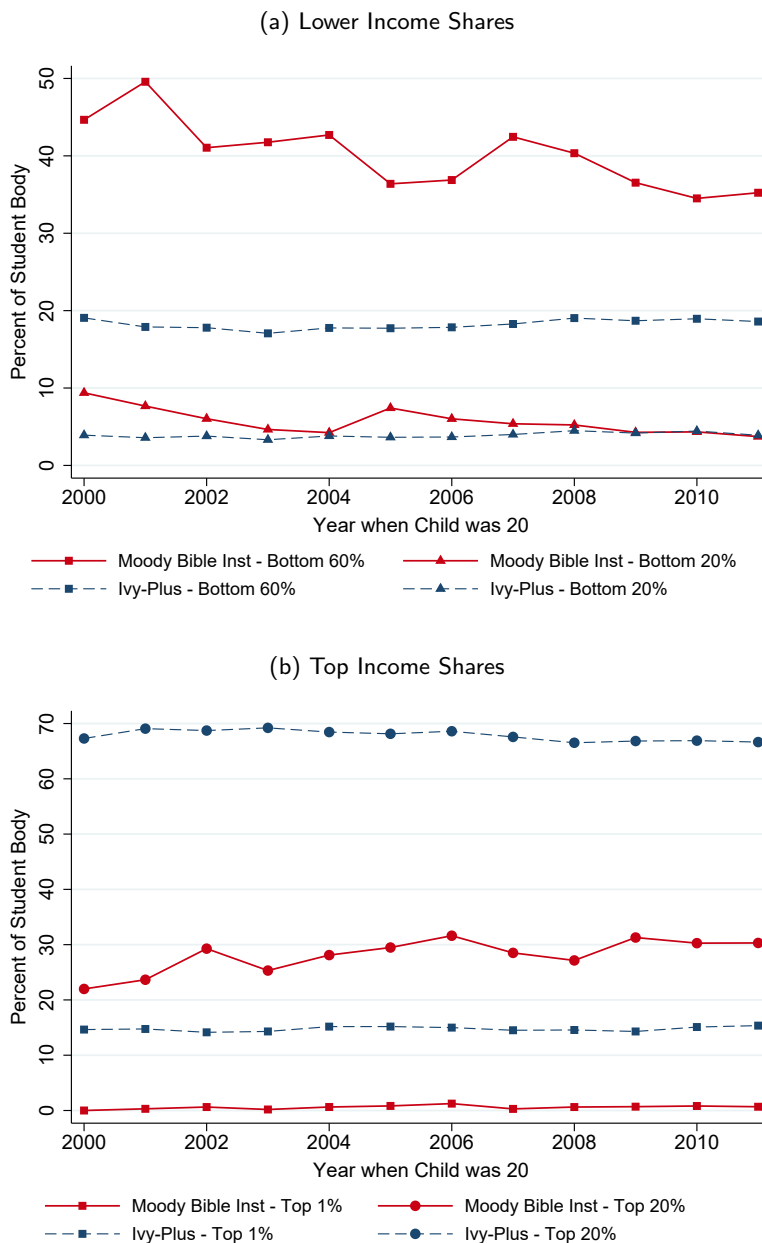 (a) Lower Income Shares
50
40
30
20
10
0
Percent of Student Body
2000 2002 2004 2006 2008 2010
Year when Child was 20
Moody Bible Inst - Bottom 60% Moody Bible Inst - Bottom 20%
Ivy-Plus - Bottom 60% Ivy-Plus - Bottom 20%
(b) Top Income Shares
70
60
50
40
30
20
10
0
Percent of Student Body
2000 2002 2004 2006 2008 2010
Year when Child was 20
Moody Bible Inst - Top 1% Moody Bible Inst - Top 20%
Ivy-Plus - Top 1% Ivy-Plus - Top 20%